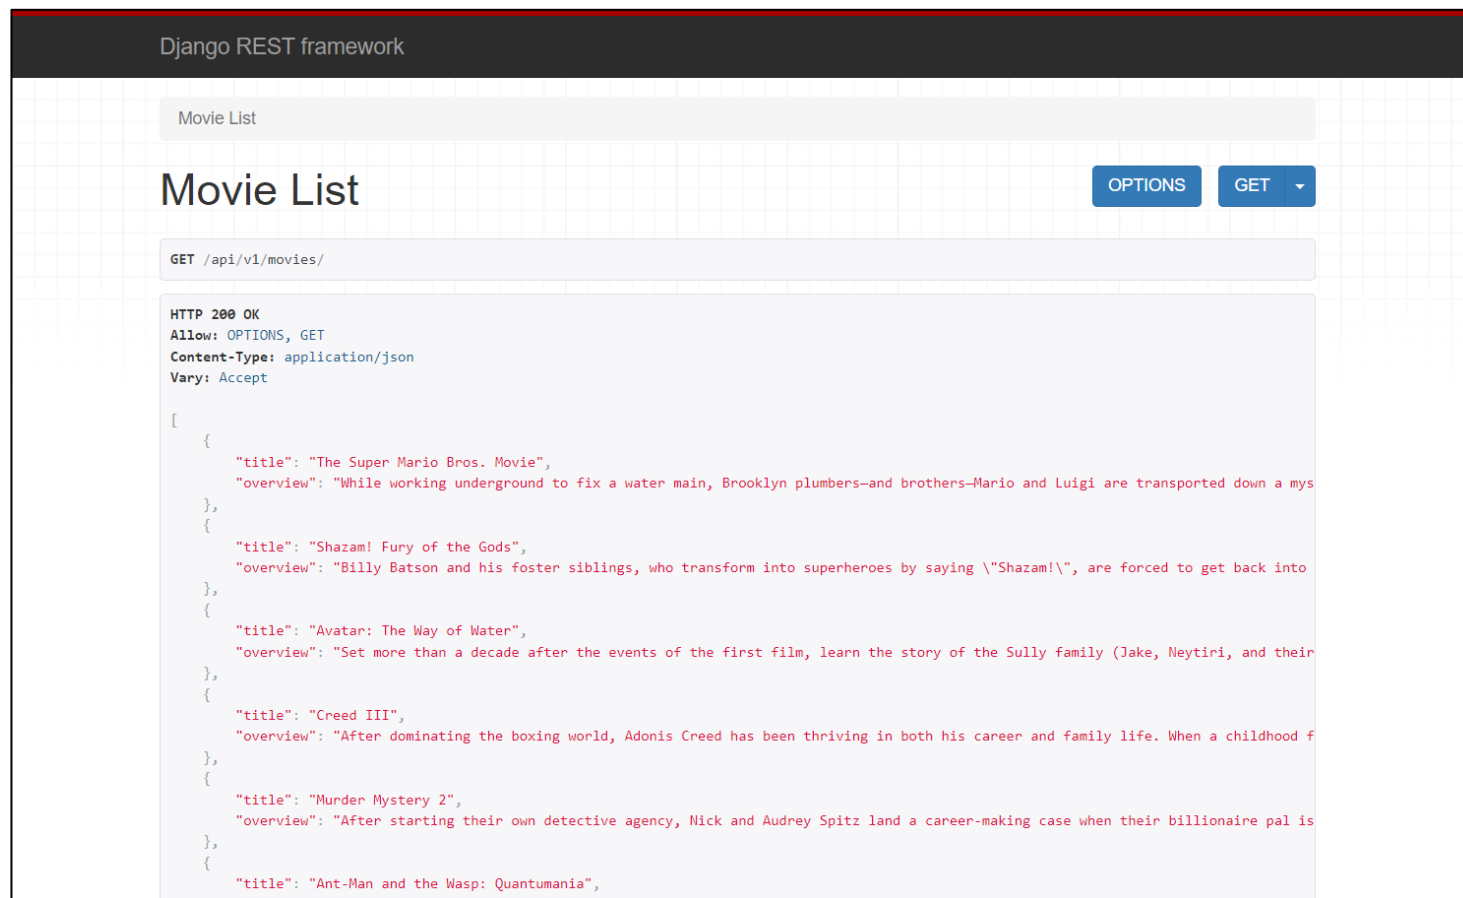 Django REST framework
Movie List
Movie List
OPTIONS GET
GET /api/v1/movies/
HTTP 200 OK
Allow: OPTIONS, GET
Content-Type: application/json
Vary: Accept
[
{
"title": "The Super Mario Bros. Movie",
"overview": "While working underground to fix a water main, Brooklyn plumbers—and brothers—Mario and Luigi are transported down a mys
},
{
"title": "Shazam! Fury of the Gods",
"overview": "Billy Batson and his foster siblings, who transform into superheroes by saying \"Shazam!\", are forced to get back into
},
{
"title": "Avatar: The Way of Water",
"overview": "Set more than a decade after the events of the first film, learn the story of the Sully family (Jake, Neytiri, and their
},
{
"title": "Creed III",
"overview": "After dominating the boxing world, Adonis Creed has been thriving in both his career and family life. When a childhood f
},
{
"title": "Murder Mystery 2",
"overview": "After starting their own detective agency, Nick and Audrey Spitz land a career-making case when their billionaire pal is
},
{
"title": "Ant-Man and the Wasp: Quantumania",